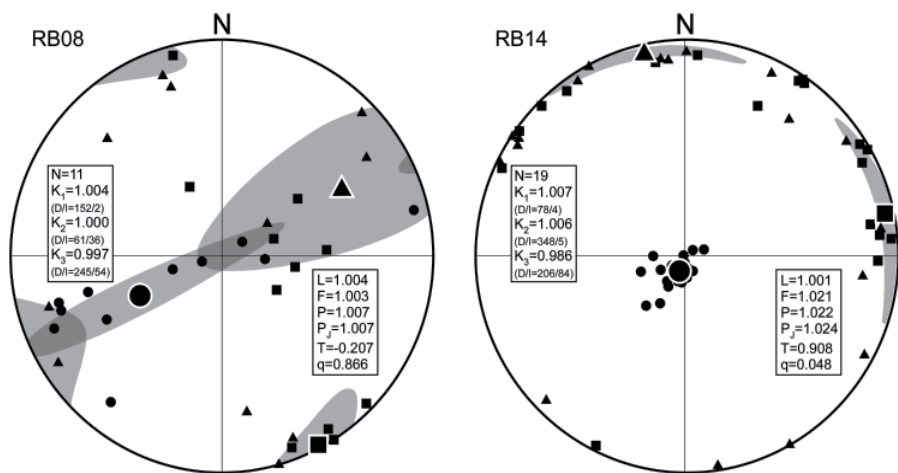 RB08
N
N=11
K1=1.004
(D/I=152/2)
K2=1.000
(D/I=61/36)
K3=0.997
(D/I=245/54)
L=1.004
F=1.003
P=1.007
PJ=1.007
T=-0.207
q=0.866
RB14
N
N=19
K1=1.007
(D/I=78/4)
K2=1.006
(D/I=348/5)
K3=0.986
(D/I=206/84)
L=1.001
F=1.021
P=1.022
PJ=1.024
T=0.908
q=0.048